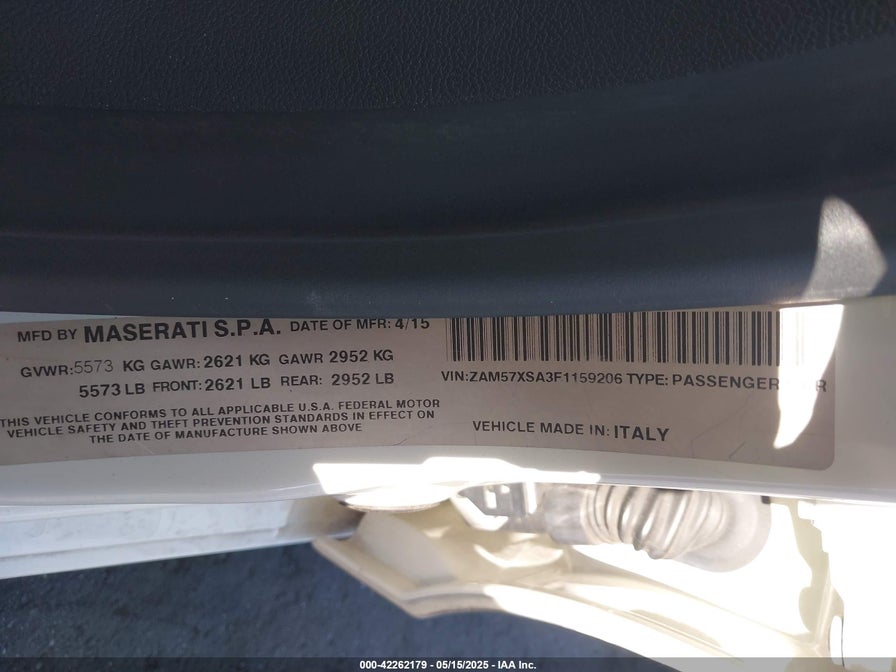 MFD BY MASERATI S.P.A. DATE OF MFR: 4/15
GVWR:5573 KG GAWR:2621 KG GAWR 2952 KG
5573 LB FRONT:2621 LB REAR: 2952 LB
THIS VEHICLE CONFORMS TO ALL APPLICABLE U.S.A. FEDERAL MOTOR
VEHICLE SAFETY AND THEFT PREVENTION STANDARDS IN EFFECT ON
THE DATE OF MANUFACTURE SHOWN ABOVE
VIN:ZAM57XSA3F1159206 TYPE: PASSENGER
VEHICLE MADE IN: ITALY
000-42262179 — 05/15/2025 — IAA Inc.